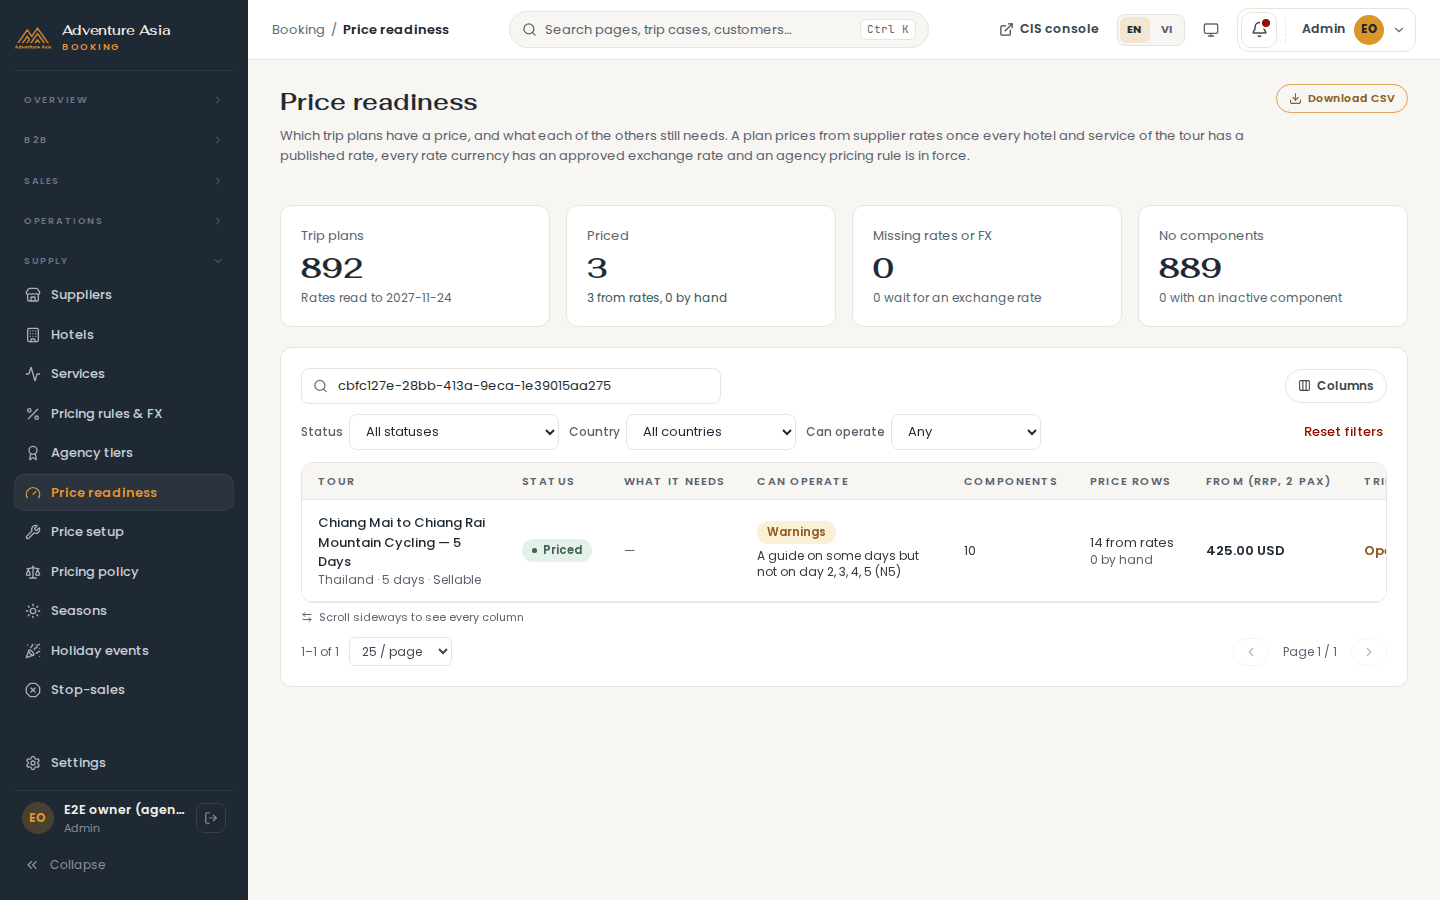 Adventure Asia
BOOKING
Adventure Asia
OVERVIEW
B2B
SALES
OPERATIONS
SUPPLY
Suppliers
Hotels
Services
Pricing rules & FX
Agency tiers
Price readiness
Price setup
Pricing policy
Seasons
Holiday events
Stop-sales
Settings
EO
E2E owner (agen...
Admin
Collapse
Booking / Price readiness
Search pages, trip cases, customers...
Ctrl K
CIS console
EN
VI
Admin
EO
Price readiness
Download CSV
Which trip plans have a price, and what each of the others still needs. A plan prices from supplier rates once every hotel and service of the tour has a
published rate, every rate currency has an approved exchange rate and an agency pricing rule is in force.
Trip plans
892
Rates read to 2027-11-24
Priced
3
3 from rates, 0 by hand
Missing rates or FX
0
0 wait for an exchange rate
No components
889
0 with an inactive component
cbfc127e-28bb-413a-9eca-1e39015aa275
Columns
Status
All statuses
Country
All countries
Can operate
Any
Reset filters
TOUR
STATUS
WHAT IT NEEDS
CAN OPERATE
COMPONENTS
PRICE ROWS
FROM (RRP, 2 PAX)
Chiang Mai to Chiang Rai
Mountain Cycling — 5
Days
Thailand · 5 days · Sellable
Priced
—
Warnings
A guide on some days but
not on day 2, 3, 4, 5 (N5)
10
14 from rates
0 by hand
425.00 USD
Scroll sideways to see every column
1–1 of 1
25 / page
Page 1 / 1